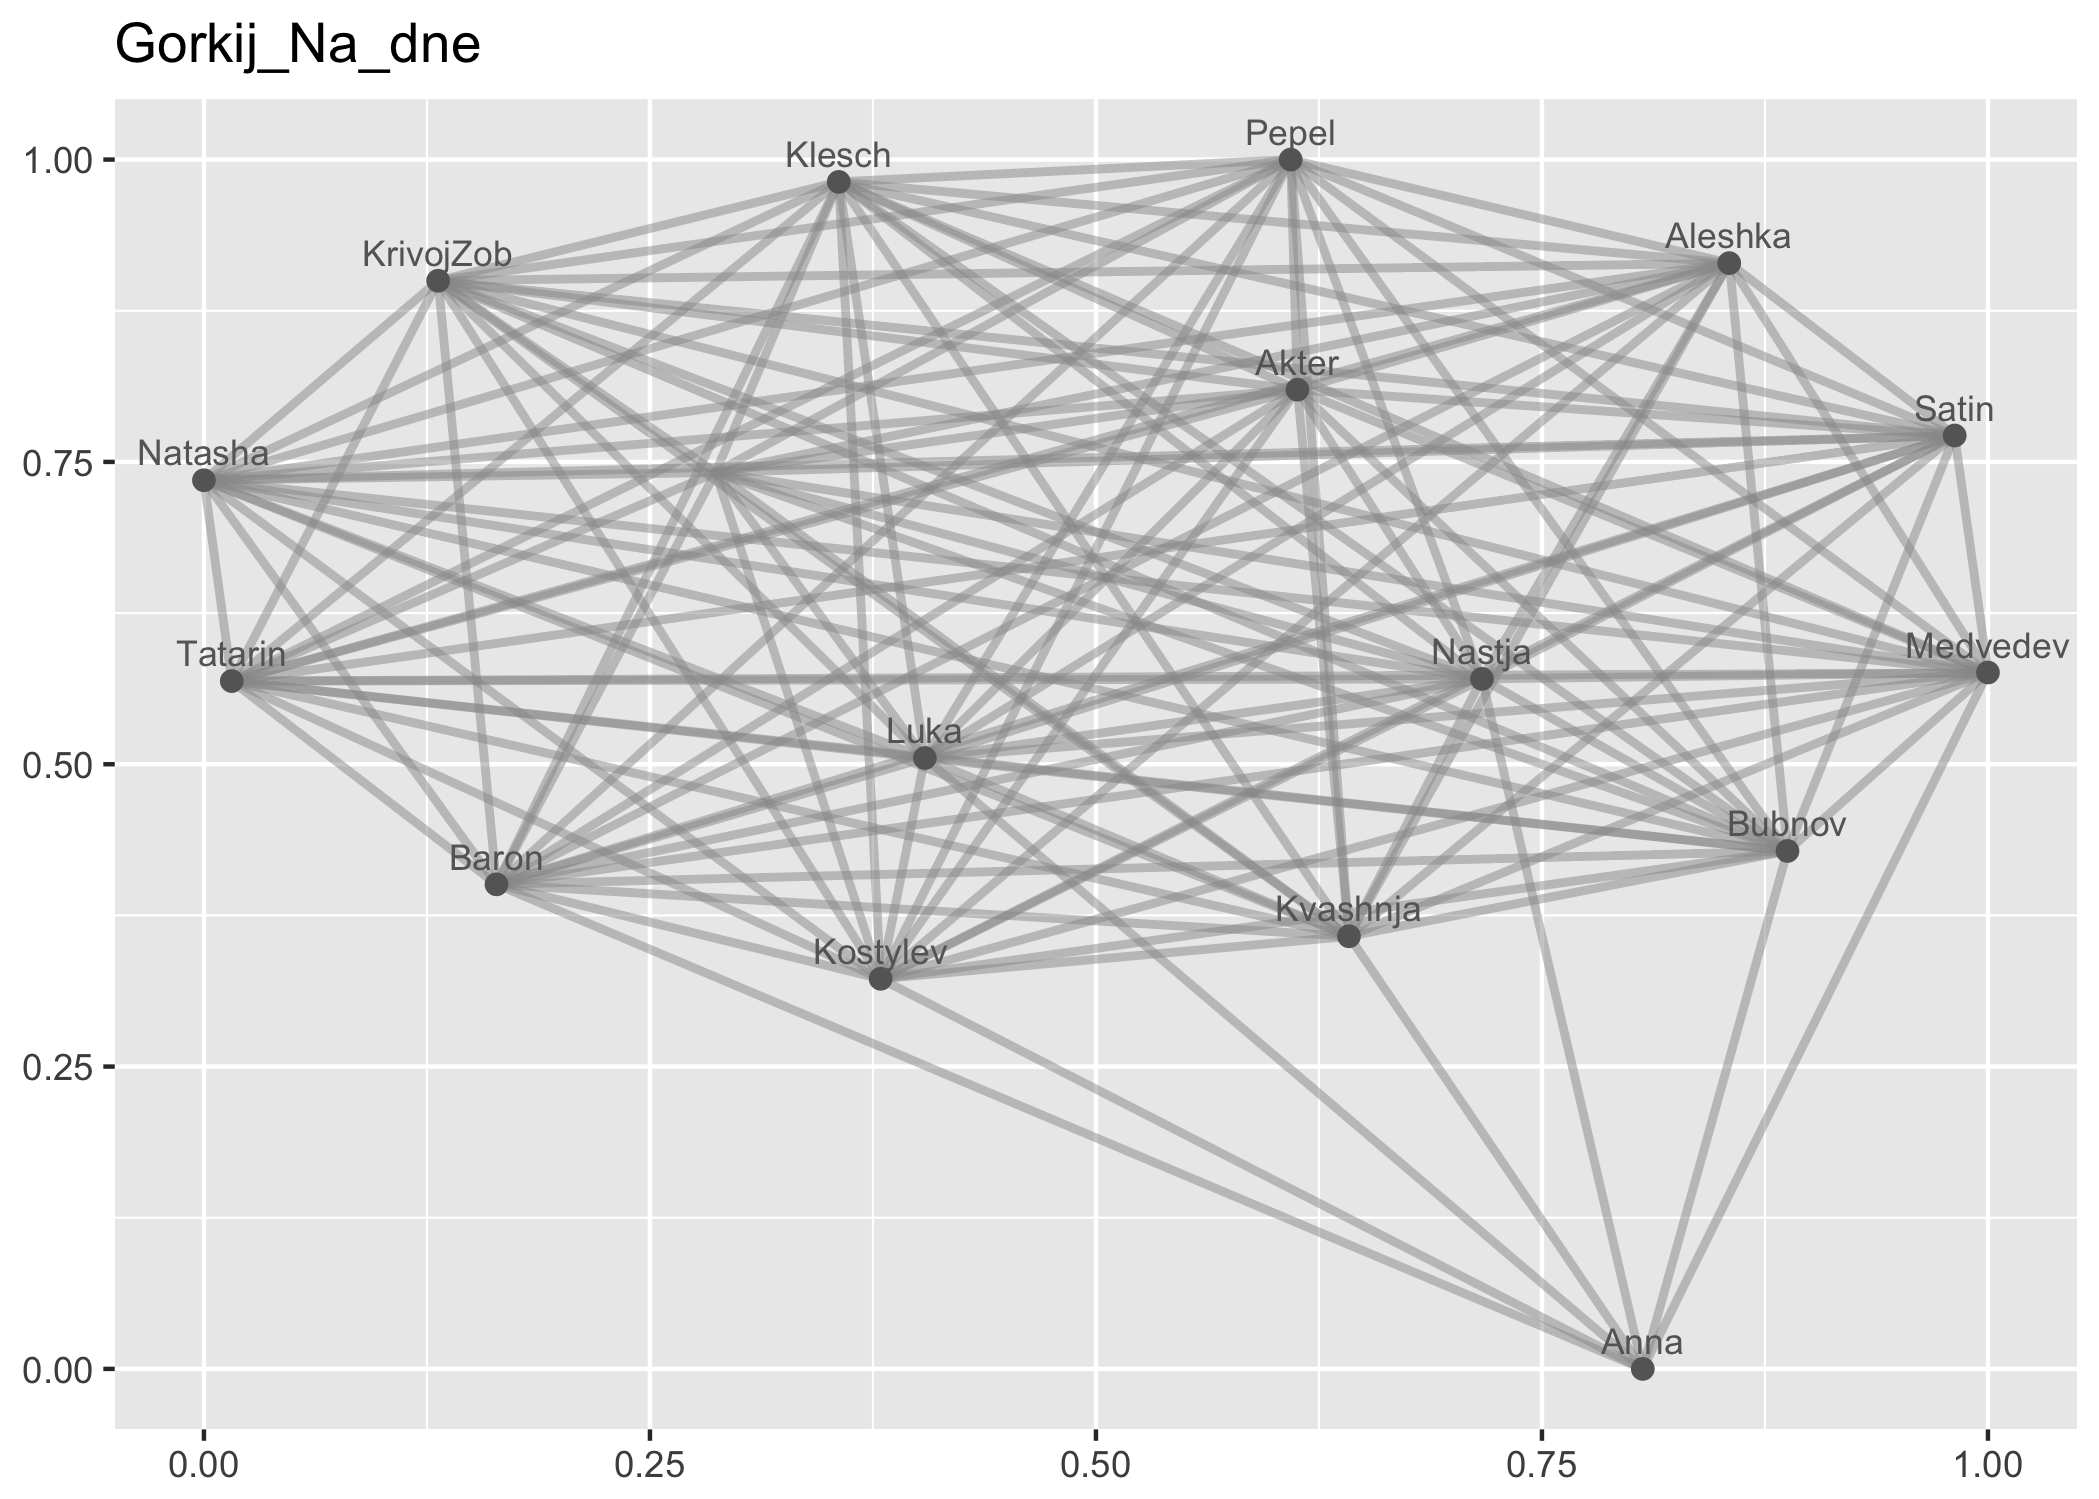 Gorkij_Na_dne
Pepel
Klesch
1.00
Aleshka
KrivojZob
Akter
Satin
Natasha
0.75
Medvedev
Nastja
Tatarin
Luka
0.50
Bubnov
Baron
Kvashnja
Kostylev
0.25
Anna
0.00
0.00 0.25 0.50 0.75 1.00